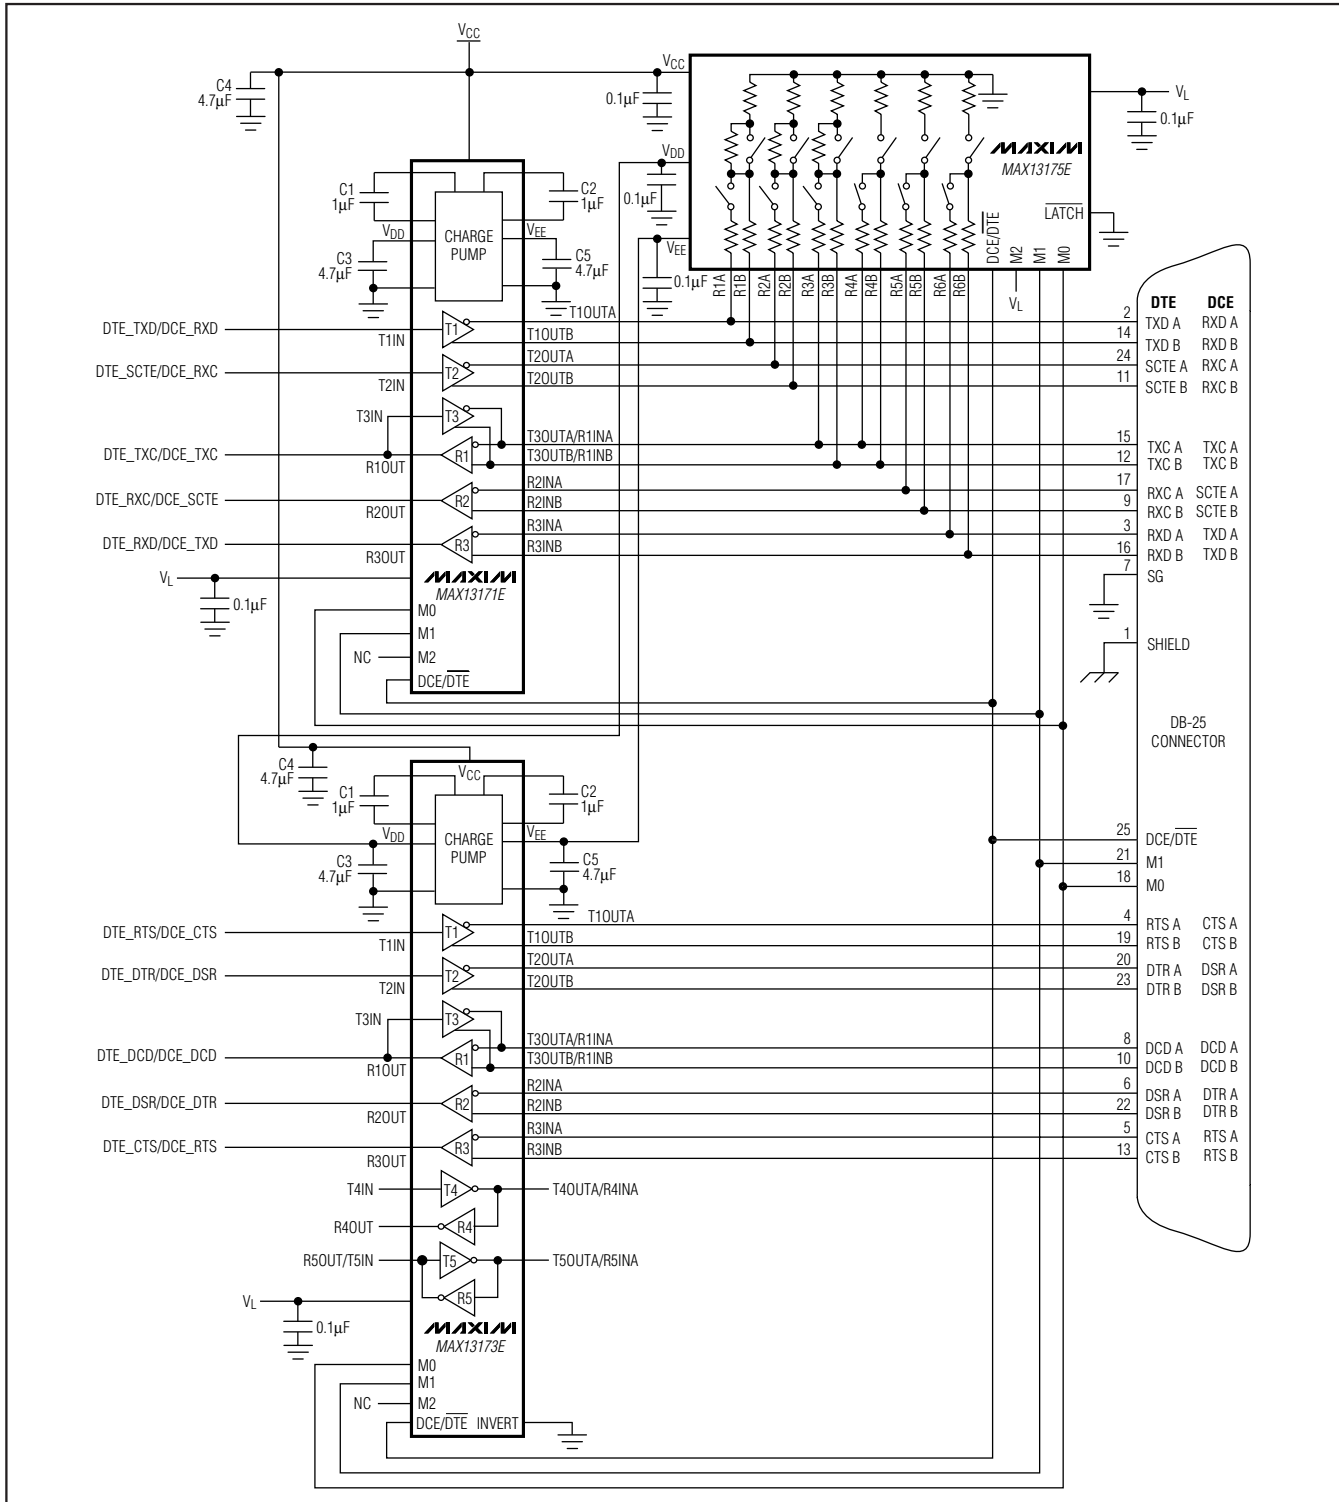 VCC
C4
4.7µF
VCC
0.1µF
VL
0.1µF
MAXIM
MAX13175E
VDD
0.1µF
LATCH
VEE
0.1µF
R1A
R1B
R2A
R2B
R3A
R3B
R4A
R4B
R5A
R5B
R6A
R6B
DCE/DTE
M2
M1
M0
VL
C1
1µF
C2
1µF
VDD
CHARGE
PUMP
VEE
C3
4.7µF
C5
4.7µF
DTE_TXD/DCE_RXD
T1IN
T1
T1OUTA
T1OUTB
DTE_SCTE/DCE_RXC
T2IN
T2
T2OUTA
T2OUTB
T3IN
T3
DTE_TXC/DCE_TXC
R1OUT
R1
T3OUTA/R1INA
T3OUTB/R1INB
DTE_RXC/DCE_SCTE
R2OUT
R2
R2INA
R2INB
DTE_RXD/DCE_TXD
R3OUT
R3
R3INA
R3INB
VL
0.1µF
MAXIM
MAX13171E
M0
M1
NC
M2
DCE/DTE
DTE DCE
2 TXD A RXD A
14 TXD B RXD B
24 SCTE A RXC A
11 SCTE B RXC B
15 TXC A TXC A
12 TXC B TXC B
17 RXC A SCTE A
9 RXC B SCTE B
3 RXD A TXD A
16 RXD B TXD B
7 SG
1 SHIELD
DB-25
CONNECTOR
25 DCE/DTE
21 M1
18 M0
4 RTS A CTS A
19 RTS B CTS B
20 DTR A DSR A
23 DTR B DSR B
8 DCD A DCD A
10 DCD B DCD B
6 DSR A DTR A
22 DSR B DTR B
5 CTS A RTS A
13 CTS B RTS B
C4
4.7µF
VCC
C1
1µF
C2
1µF
VDD
CHARGE
PUMP
VEE
C3
4.7µF
C5
4.7µF
DTE_RTS/DCE_CTS
T1IN
T1
T1OUTA
T1OUTB
DTE_DTR/DCE_DSR
T2IN
T2
T2OUTA
T2OUTB
T3IN
T3
DTE_DCD/DCE_DCD
R1OUT
R1
T3OUTA/R1INA
T3OUTB/R1INB
DTE_DSR/DCE_DTR
R2OUT
R2
R2INA
R2INB
DTE_CTS/DCE_RTS
R3OUT
R3
R3INA
R3INB
T4IN
T4
T4OUTA/R4INA
R4OUT
R4
R5OUT/T5IN
T5
T5OUTA/R5INA
R5
VL
0.1µF
MAXIM
MAX13173E
M0
M1
NC
M2
DCE/DTE INVERT